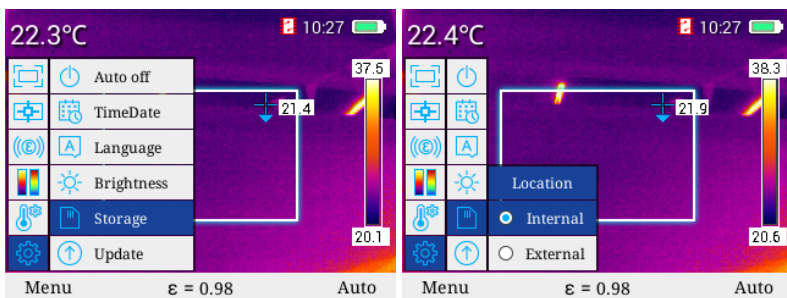 22.3°C
10:27
37.5
Auto off
TimeDate
21.4
A
Language
((ε))
Brightness
Storage
20.1
Update
Menu
ε = 0.98
Auto
22.4°C
10:27
38.3
21.9
A
((ε))
Location
Internal
20.6
External
Menu
ε = 0.98
Auto